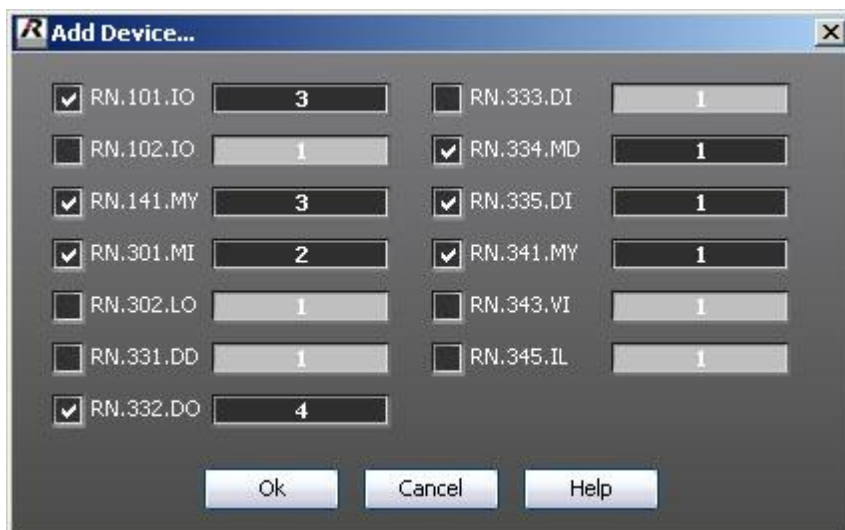 R Add Device...
RN.101.IO 3 RN.333.DI 1
RN.102.IO 1 RN.334.MD 1
RN.141.MY 3 RN.335.DI 1
RN.301.MI 2 RN.341.MY 1
RN.302.LO 1 RN.343.VI 1
RN.331.DD 1 RN.345.IL 1
RN.332.DO 4
Ok Cancel Help